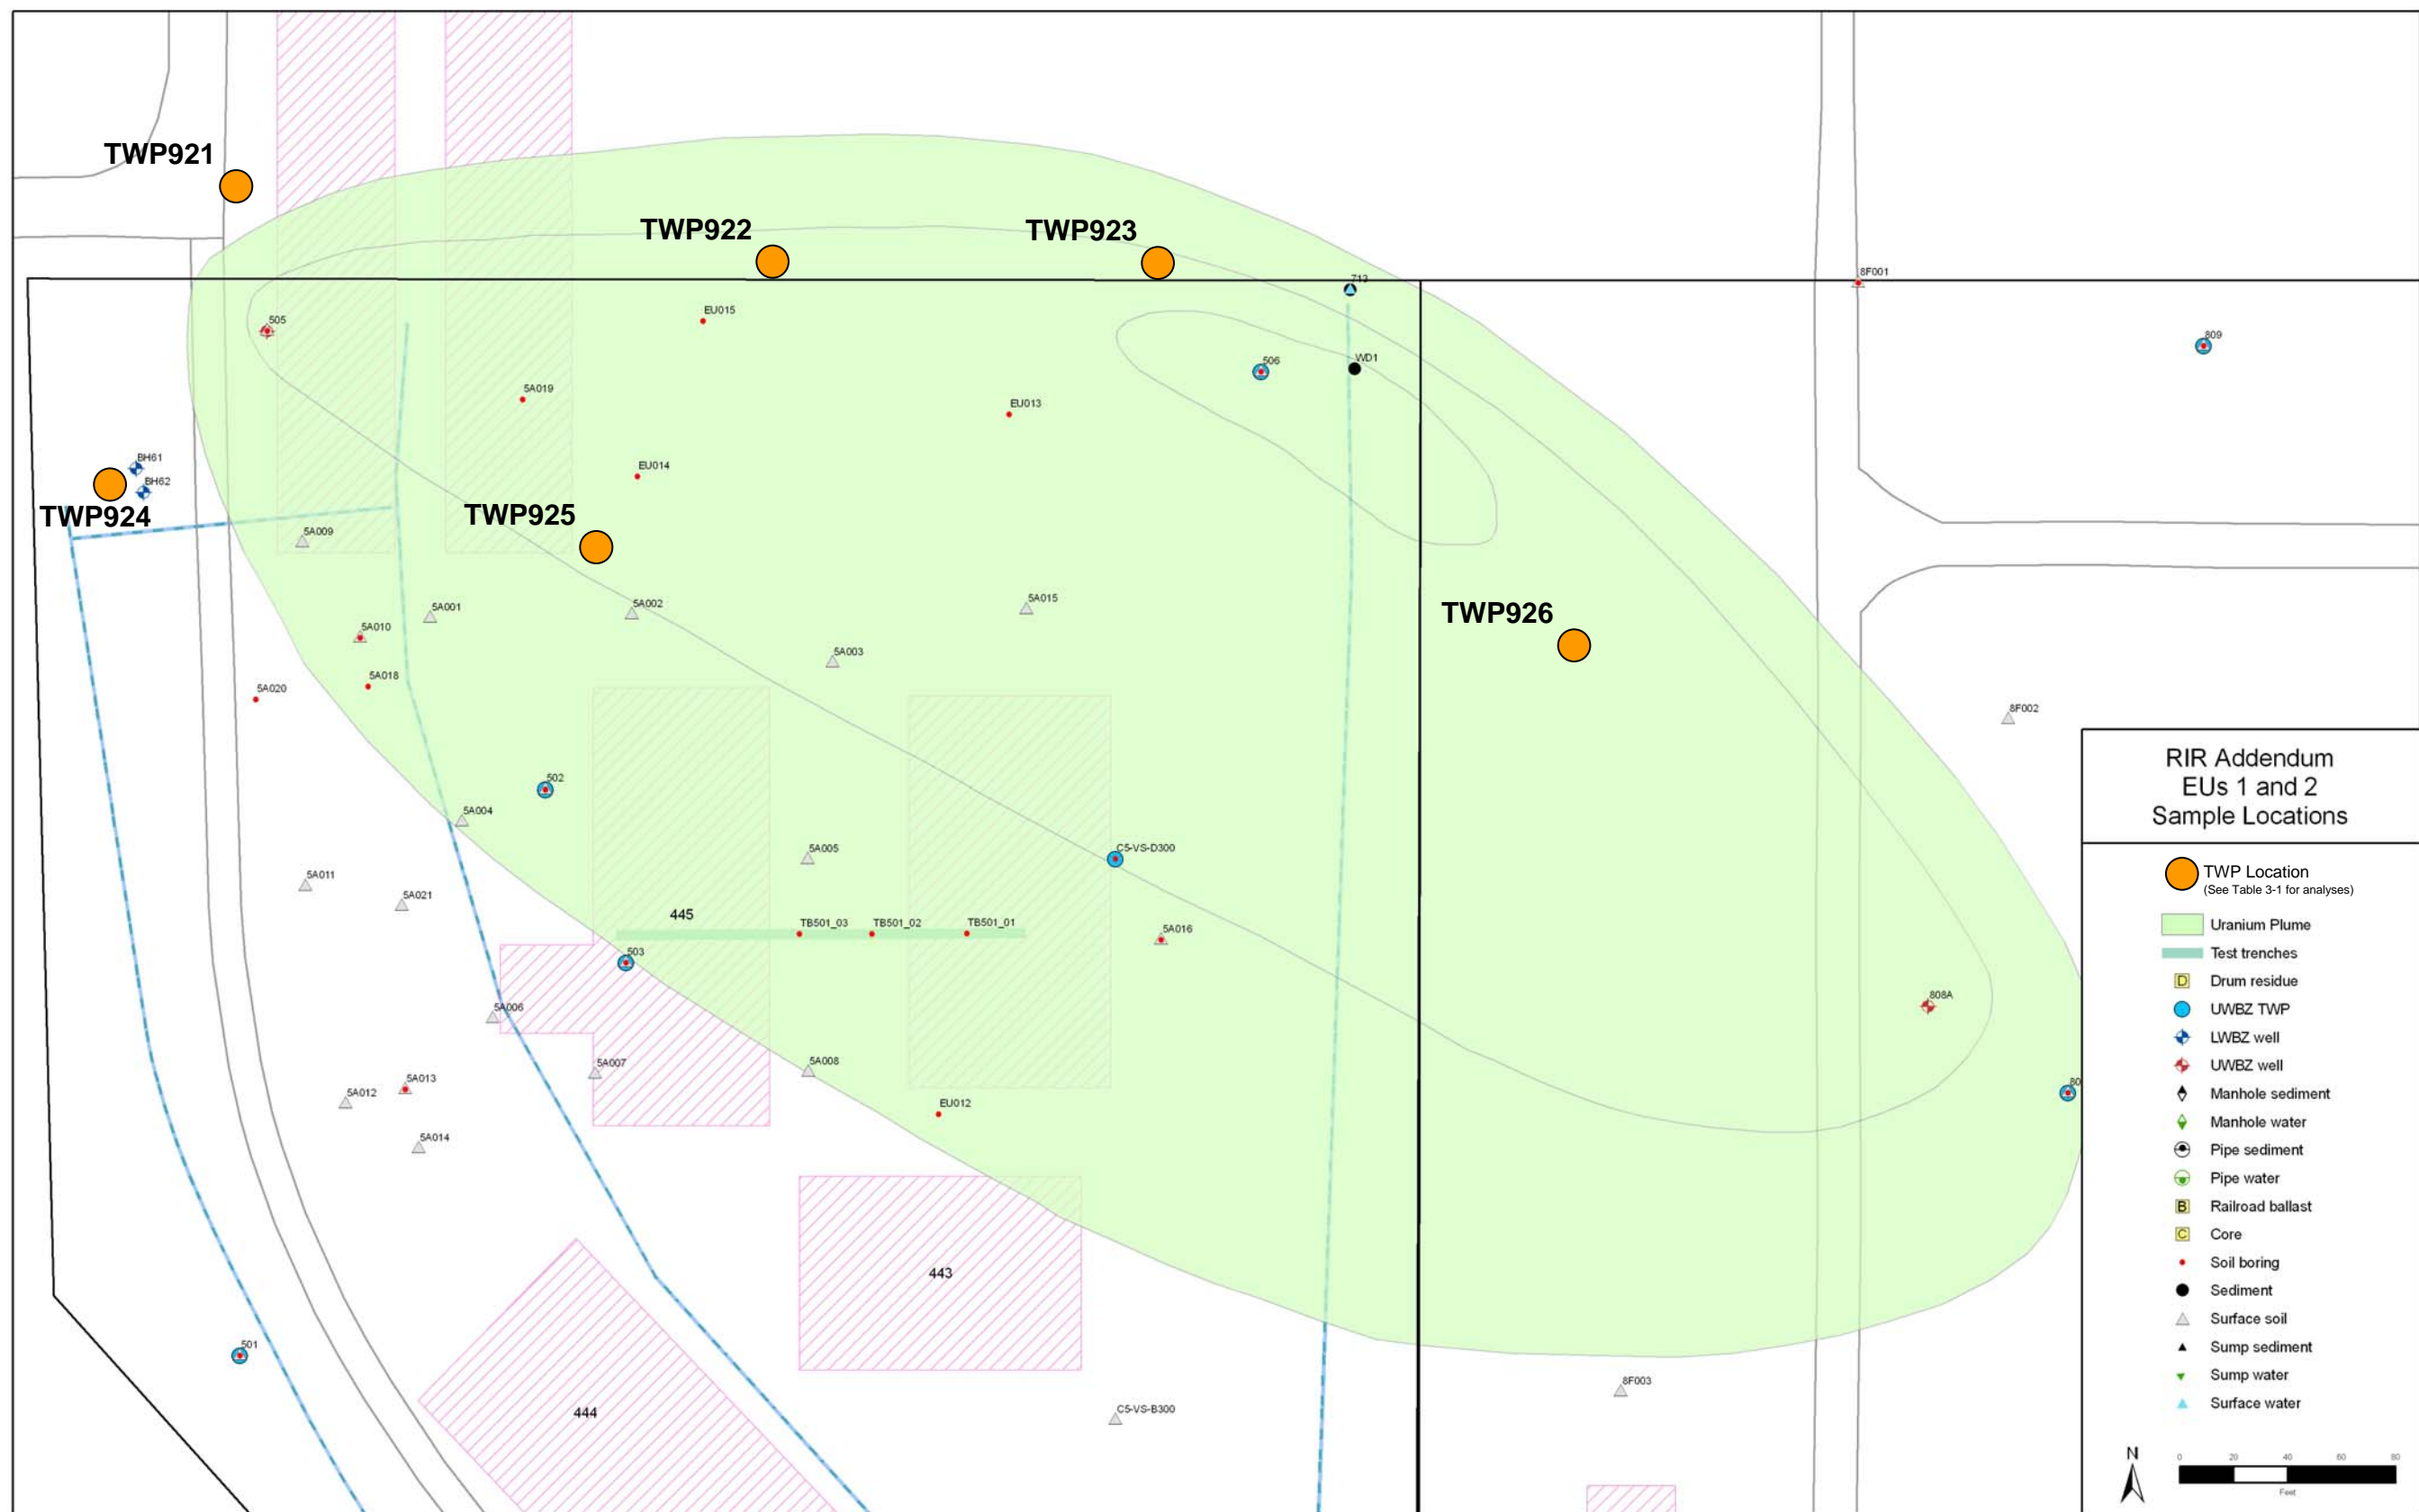 TWP921
TWP922
TWP923
713
8F001
505
EU015
809
506
WD1
5A019
EU013
BH61
EU014
BH62
TWP924
TWP925
5A009
5A001
5A002
5A015
TWP926
5A010
5A003
5A018
5A020
8F002
502
5A004
5A005
C5-VS-D300
5A011
5A021
445
TB501_03
TB501_02
TB501_01
5A016
503
808A
5A006
5A007
5A008
5A013
5A012
EU012
80
5A014
443
501
444
8F003
C5-VS-B300
RIR Addendum
EUs 1 and 2
Sample Locations
TWP Location
(See Table 3-1 for analyses)
Uranium Plume
Test trenches
D Drum residue
UWBZ TWP
LWBZ well
UWBZ well
Manhole sediment
Manhole water
Pipe sediment
Pipe water
B Railroad ballast
C Core
Soil boring
Sediment
Surface soil
Sump sediment
Sump water
Surface water
N
0 20 40 60 80
Feet